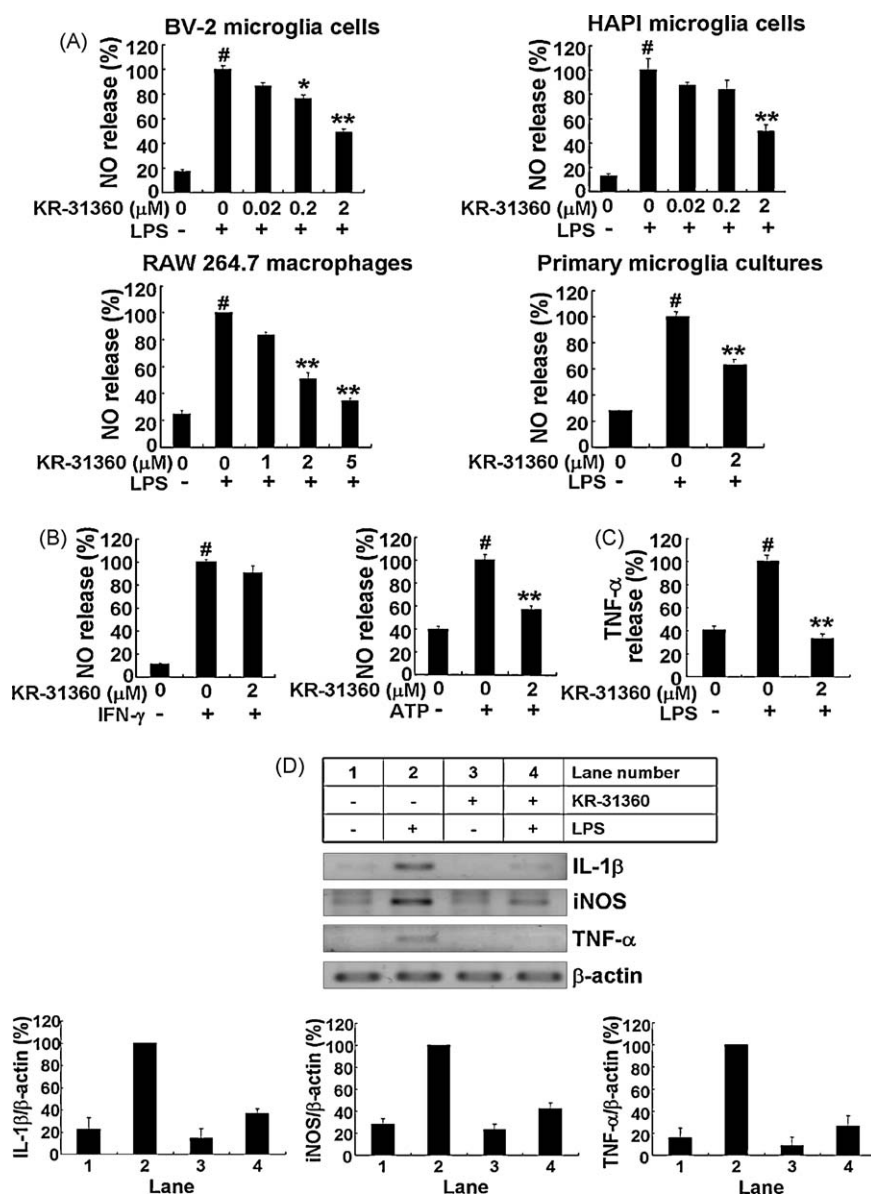 (A)
BV-2 microglia cells
NO release (%)
120
100
80
60
40
20
0
#
*
**
KR-31360 (μM) 0 0 0.02 0.2 2
LPS - + + + +
HAPI microglia cells
NO release (%)
120
100
80
60
40
20
0
#
**
KR-31360 (μM) 0 0 0.02 0.2 2
LPS - + + + +
RAW 264.7 macrophages
NO release (%)
120
100
80
60
40
20
0
#
**
**
KR-31360 (μM) 0 0 1 2 5
LPS - + + + +
Primary microglia cultures
NO release (%)
120
100
80
60
40
20
0
#
**
KR-31360 (μM) 0 0 2
LPS - + +
(B)
NO release (%)
120
100
80
60
40
20
0
#
KR-31360 (μM) 0 0 2
IFN-γ - + +
NO release (%)
120
100
80
60
40
20
0
#
**
KR-31360 (μM) 0 0 2
ATP - + +
(C)
TNF-α release (%)
120
100
80
60
40
20
0
#
**
KR-31360 (μM) 0 0 2
LPS - + +
(D)
1 2 3 4 Lane number
- - + + KR-31360
- + - + LPS
IL-1β
iNOS
TNF-α
β-actin
IL-1β/β-actin (%)
120
100
80
60
40
20
0
1 2 3 4
Lane
iNOS/β-actin (%)
120
100
80
60
40
20
0
1 2 3 4
Lane
TNF-α/β-actin (%)
120
100
80
60
40
20
0
1 2 3 4
Lane